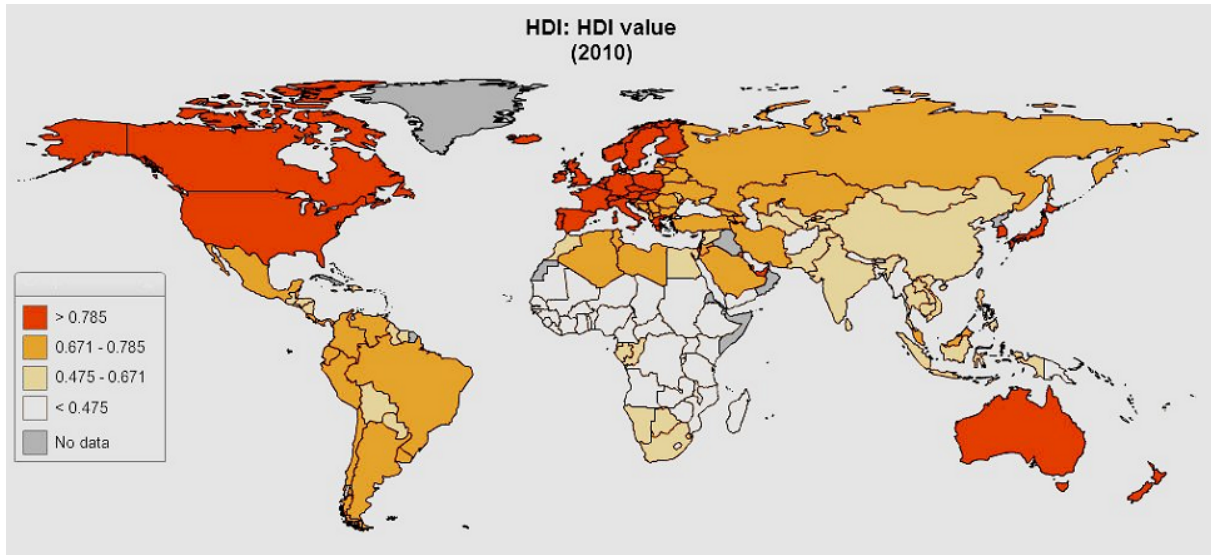 HDI: HDI value
(2010)
> 0.785
0.671 - 0.785
0.475 - 0.671
< 0.475
No data